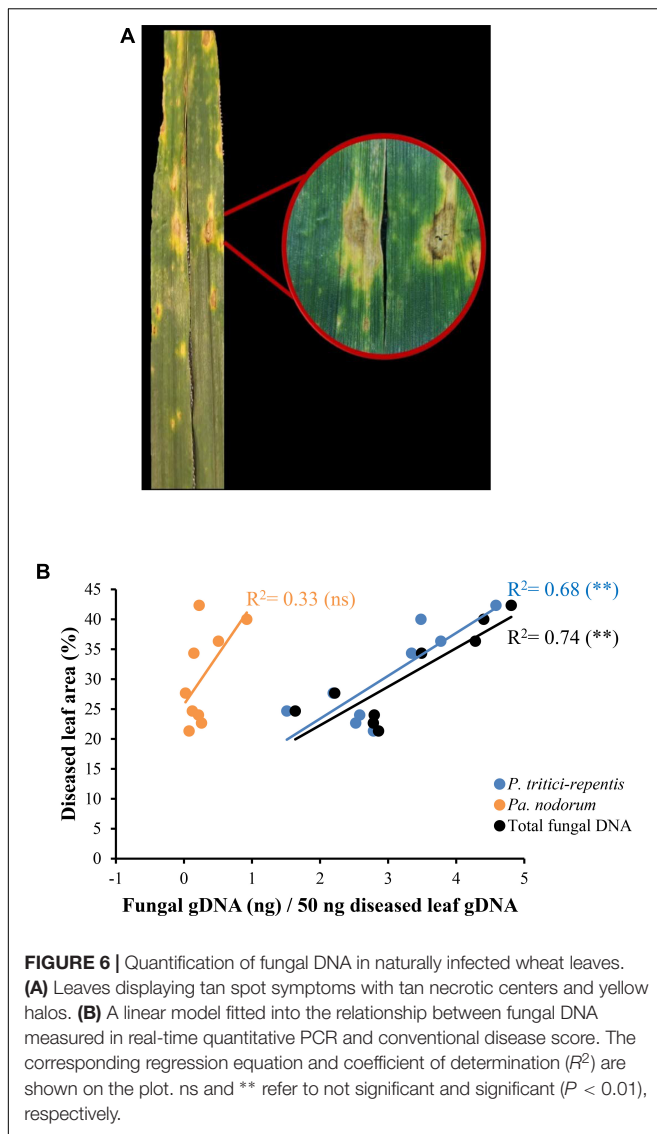 A
B
R²= 0.33 (ns)
R²= 0.68 (**)
R²= 0.74 (**)
Diseased leaf area (%)
45
40
35
30
25
20
15
10
5
0
P. tritici-repentis
Pa. nodorum
Total fungal DNA
-1 0 1 2 3 4 5
Fungal gDNA (ng) / 50 ng diseased leaf gDNA
FIGURE 6 | Quantification of fungal DNA in naturally infected wheat leaves.
(A) Leaves displaying tan spot symptoms with tan necrotic centers and yellow
halos. (B) A linear model fitted into the relationship between fungal DNA
measured in real-time quantitative PCR and conventional disease score. The
corresponding regression equation and coefficient of determination (R²) are
shown on the plot. ns and ** refer to not significant and significant (P < 0.01),
respectively.